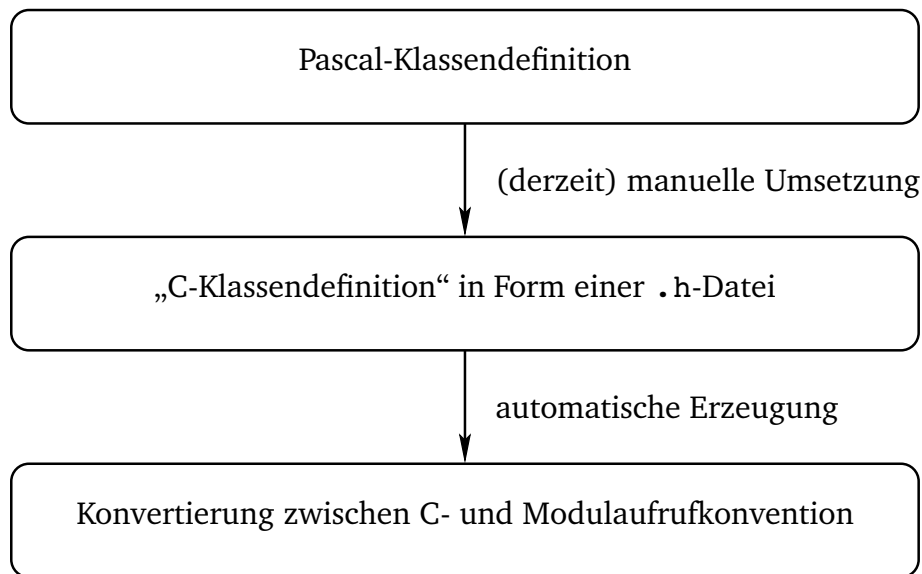 Pascal-Klassendefinition
(derzeit) manuelle Umsetzung
„C-Klassendefinition“ in Form einer .h-Datei
automatische Erzeugung
Konvertierung zwischen C- und Modulaufrufkonvention